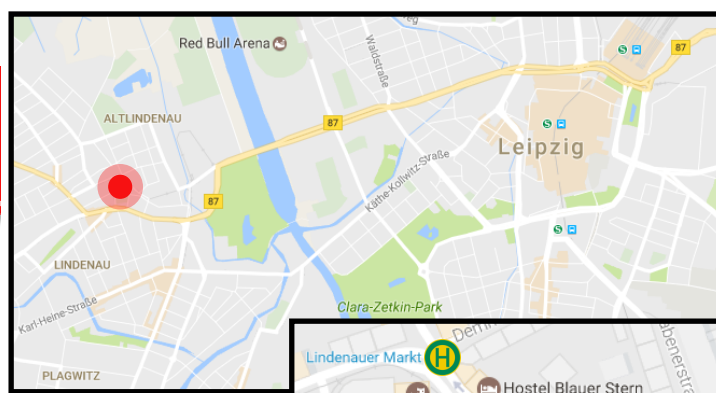 Red Bull Arena
Waldstraße
S
87
ALTLINDENAU
87
S
Leipzig
Käthe-Kollwitz-Straße
87
S
LINDENAU
Karl-Heine-Straße
Clara-Zetkin-Park
PLAGWITZ
Lindenauer Markt
H
Hostel Blauer Stern